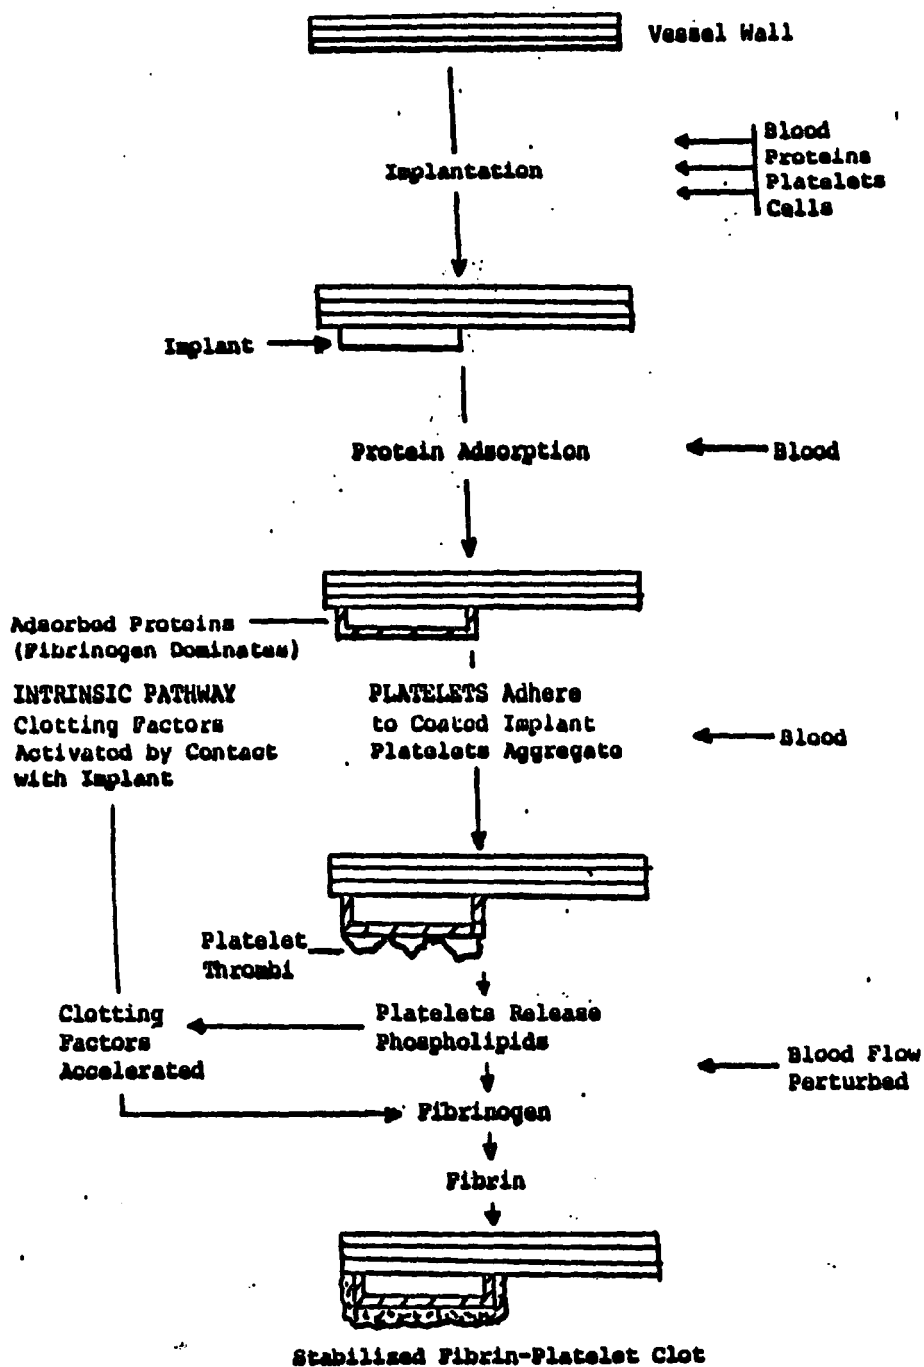 Vessel Wall
Blood
Proteins
Platelets
Cells
Implantation
Implant
Protein Adsorption
Blood
Adsorbed Proteins
(Fibrinogen Dominates)
INTRINSIC PATHWAY
Clotting Factors
Activated by Contact
with Implant
PLATELETS Adhere
to Coated Implant
Platelets Aggregate
Blood
Platelet
Thrombi
Clotting
Factors
Accelerated
Platelets Release
Phospholipids
Blood Flow
Perturbed
Fibrinogen
Fibrin
Stabilized Fibrin-Platelet Clot